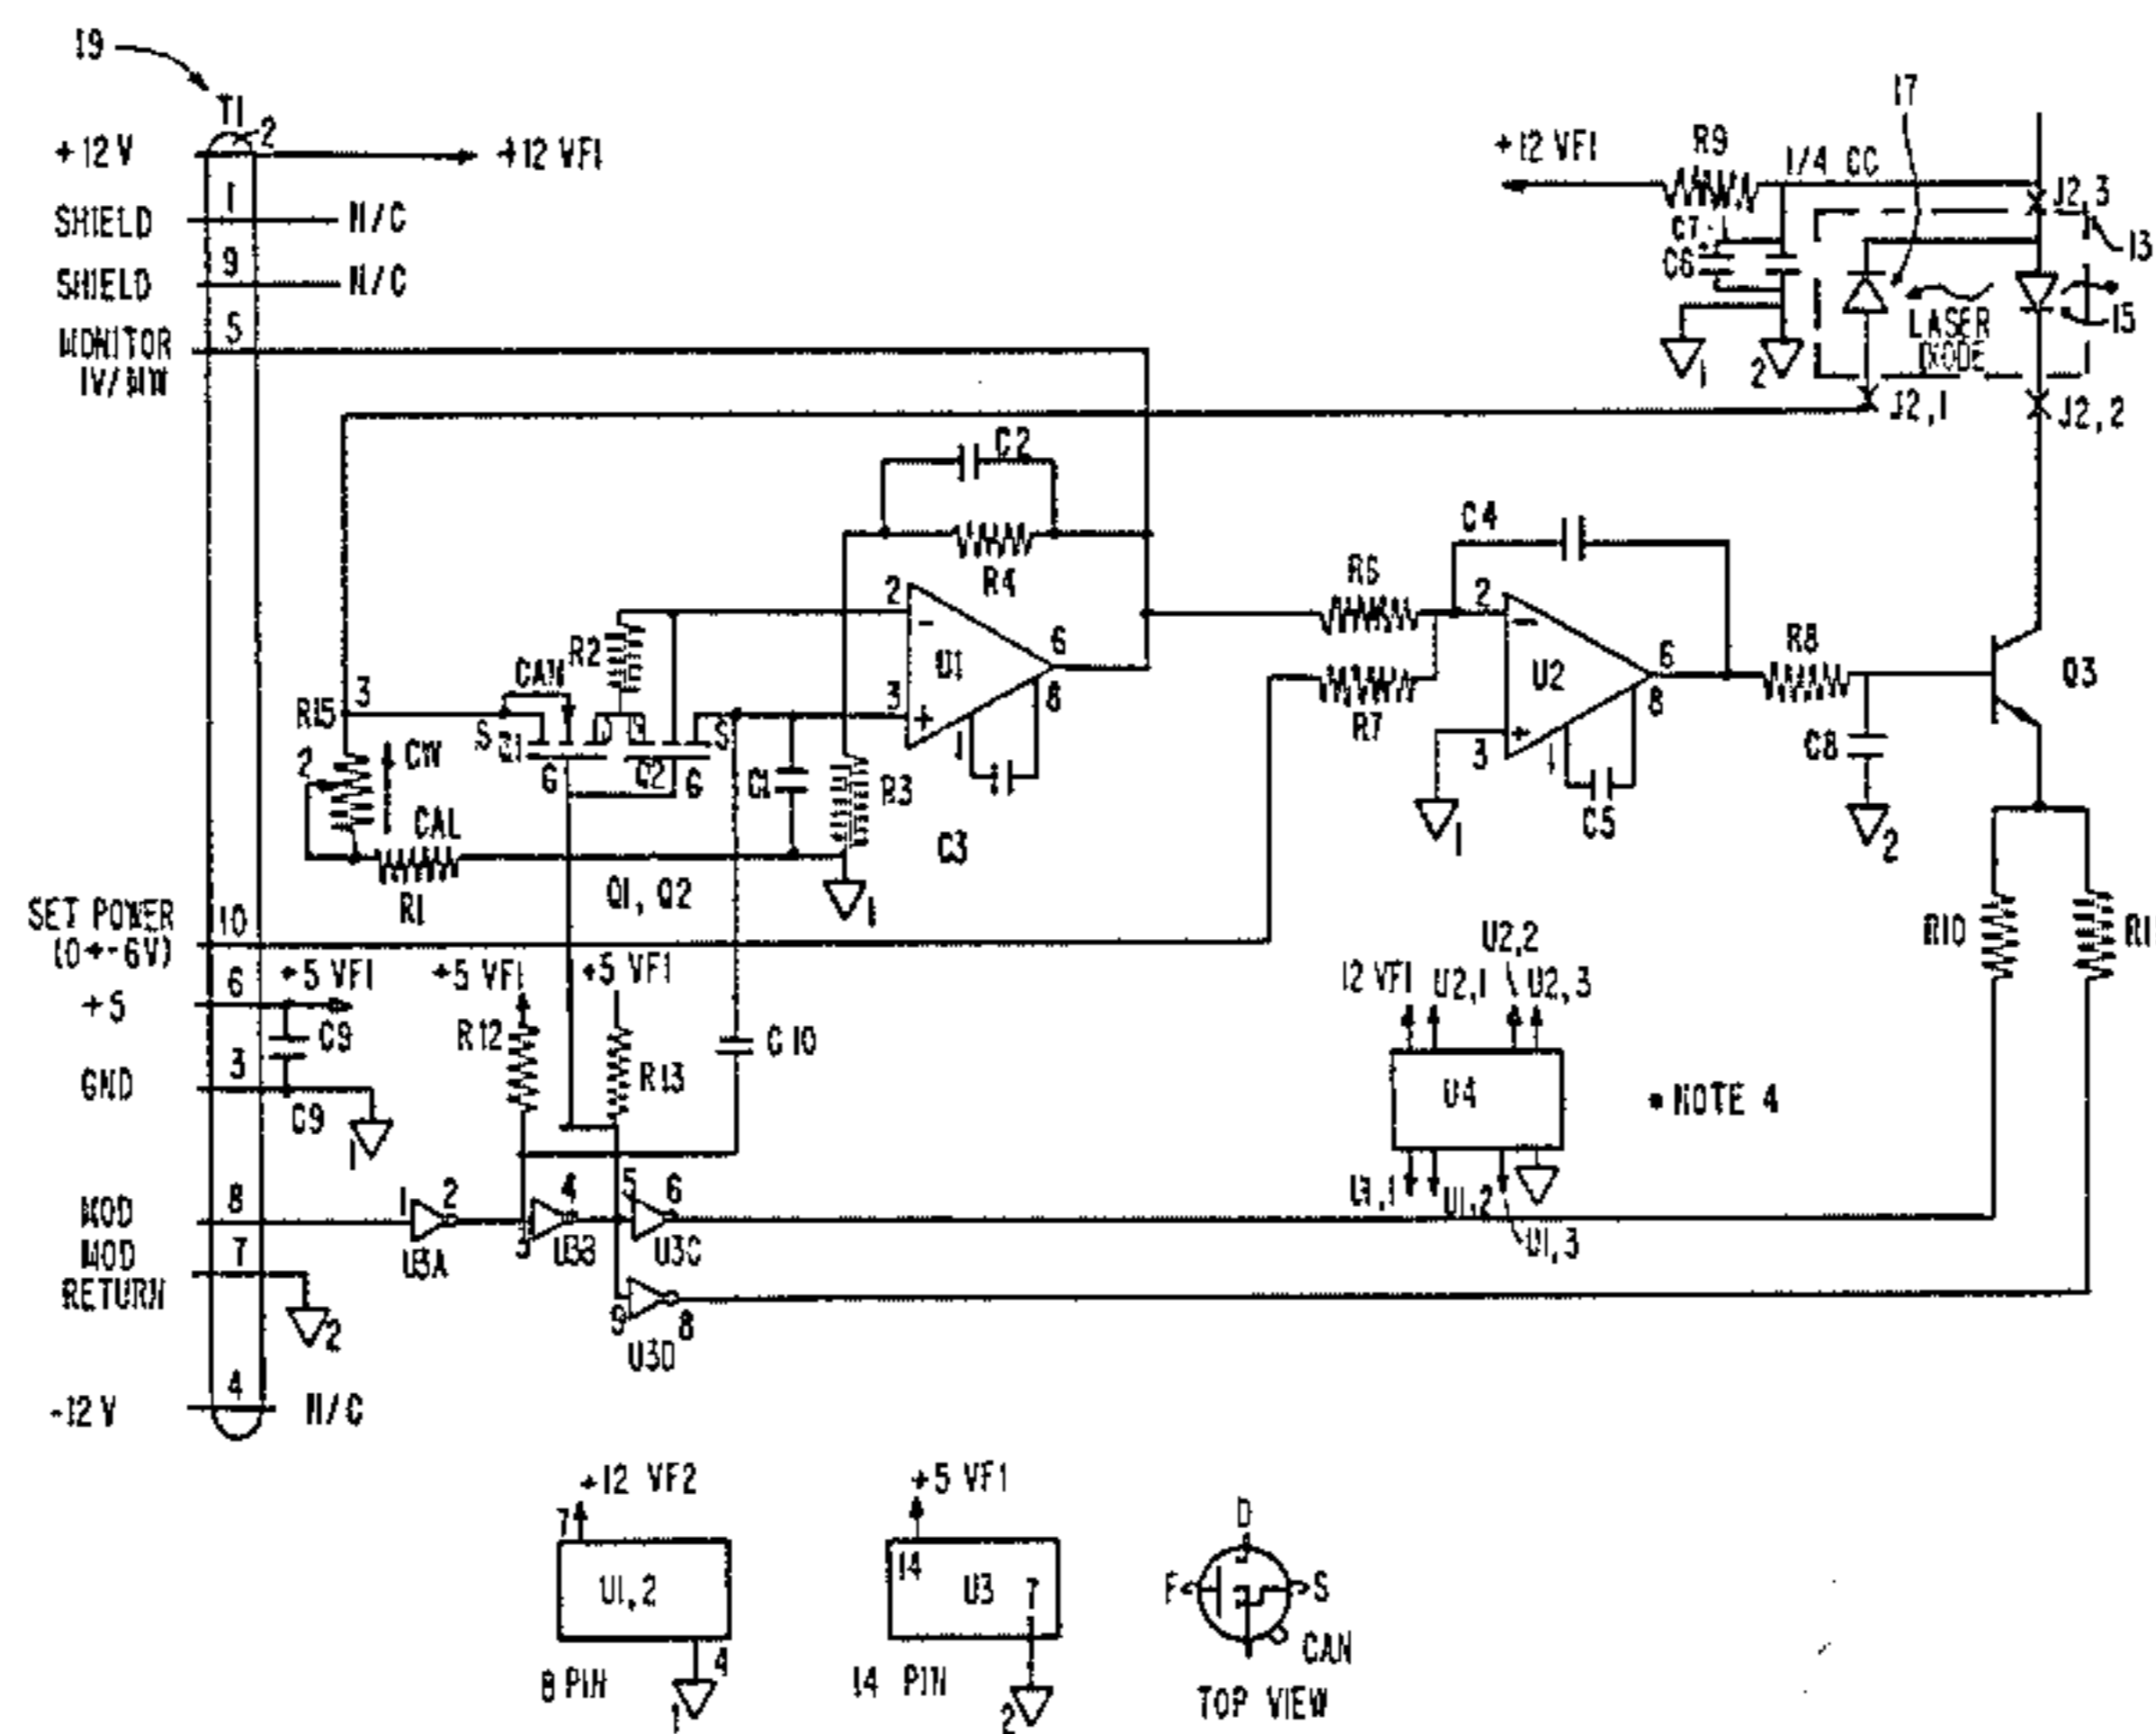 19
T1
+12 V
2
+12 VF1
1
SHIELD
N/C
9
SHIELD
N/C
5
MONITOR
1V/MW
+12 VF1
R9
1/4 CC
17
J2,3
13
C7
C6
1
2
LASER
DIODE
15
J2,1
J2,2
C2
R4
2
-
U1
6
8
3
+
1
R2
CAN
R15
3
S
Q1
G
D
Q2
G
S
C1
R3
C3
2
CW
CAL
R1
Q1, Q2
1
R6
R7
C4
2
-
U2
6
8
3
+
1
C5
1
R8
C8
2
Q3
R10
R1
SET POWER
10
+5
6
+5 VF1
+5 VF1
+5 VF1
C9
R12
R13
C10
GND
3
C9
1
12 VF1
U2,1
U2,2
U2,3
U4
* NOTE 4
U1,1
U1,2
U1,3
MOD
8
1
2
U3A
3
4
U3B
5
6
U3C
MOD
RETURN
7
2
9
8
U3D
-12 V
4
N/C
+12 VF2
7
U1, 2
4
8 PIN
1
+5 VF1
14
U3
7
14 PIN
2
D
S
CAN
TOP VIEW